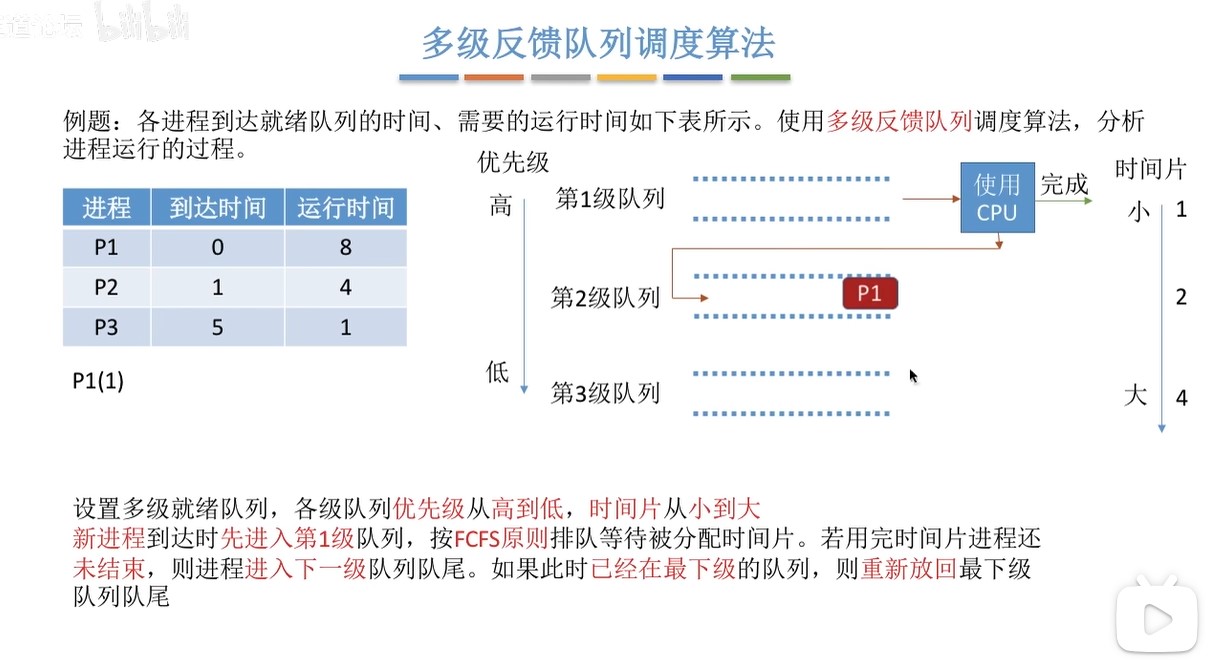 多级反馈队列调度算法
例题：各进程到达就绪队列的时间、需要的运行时间如下表所示。使用多级反馈队列调度算法，分析
进程运行的过程。
进程 到达时间 运行时间
P1 0 8
P2 1 4
P3 5 1
P1(1)
优先级
高
低
第1级队列
第2级队列
P1
第3级队列
使用
CPU
完成
时间片
小 1
2
大 4
设置多级就绪队列，各级队列优先级从高到低，时间片从小到大
新进程到达时先进入第1级队列，按FCFS原则排队等待被分配时间片。若用完时间片进程还
未结束，则进程进入下一级队列队尾。如果此时已经在最下级的队列，则重新放回最下级
队列队尾